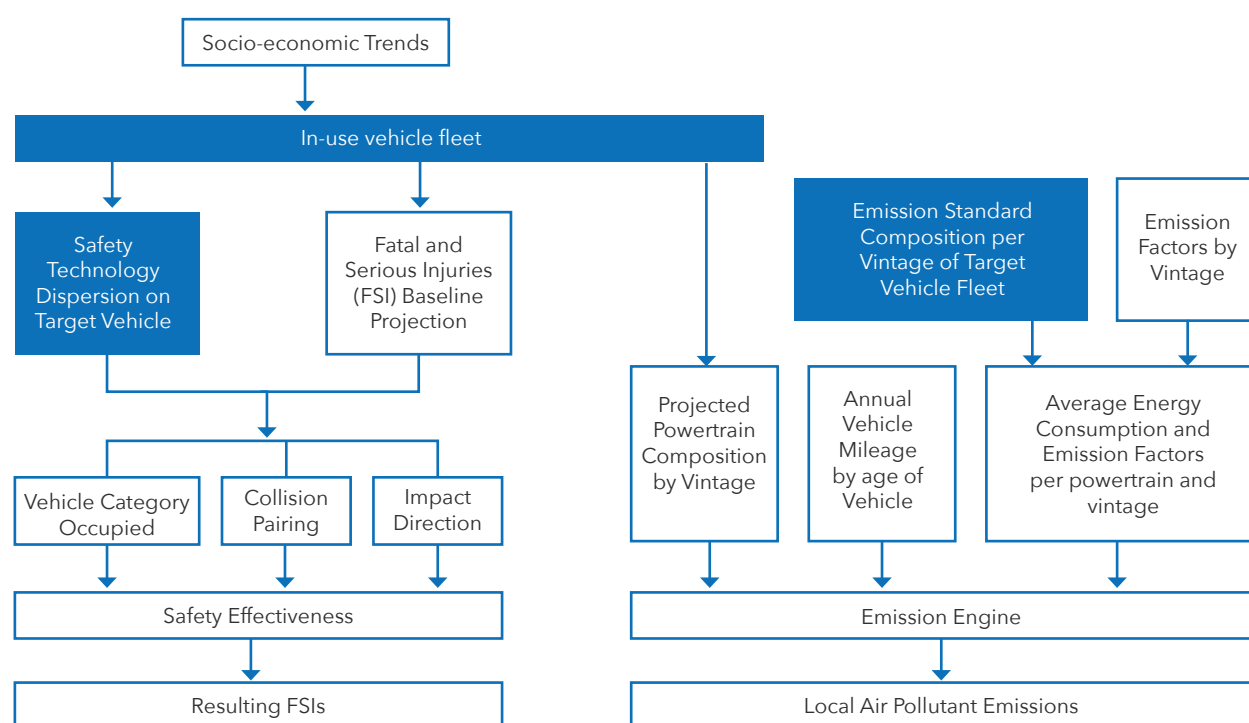 Socio-economic Trends
In-use vehicle fleet
Safety
Technology
Dispersion on
Target Vehicle
Fatal and
Serious Injuries
(FSI) Baseline
Projection
Emission Standard
Composition per
Vintage of Target
Vehicle Fleet
Emission
Factors by
Vintage
Projected
Powertrain
Composition
by Vintage
Annual
Vehicle
Mileage
by age of
Vehicle
Average Energy
Consumption and
Emission Factors
per powertrain and
vintage
Vehicle Category
Occupied
Collision
Pairing
Impact
Direction
Safety Effectiveness
Emission Engine
Resulting FSIs
Local Air Pollutant Emissions